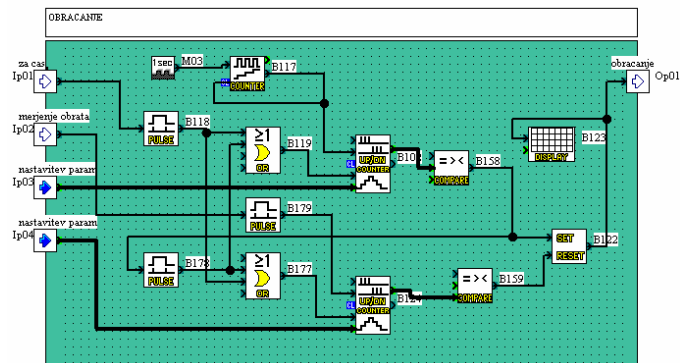 OBRACANJE
za cas
Ip01
1sec
M03
B117
COUNTER
obracanje
Op01
merjenje obrata
Ip02
B118
PULSE
≥1
B119
OR
UP/DN
COUNTER
CL
= ><
B158
COMPARE
B123
DISPLAY
nastavitev param
Ip03
B179
PULSE
nastavitev param
Ip04
B178
PULSE
≥1
B177
OR
CL
UP/DN
COUNTER
= ><
B159
COMPARE
SET
RESET
B122